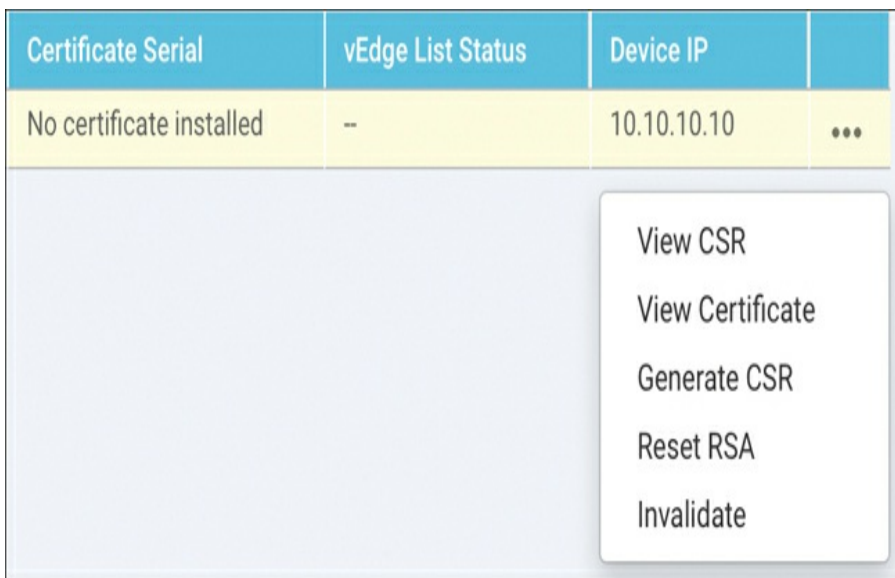 Certificate Serial vEdge List Status Device IP
No certificate installed -- 10.10.10.10 •••
View CSR
View Certificate
Generate CSR
Reset RSA
Invalidate